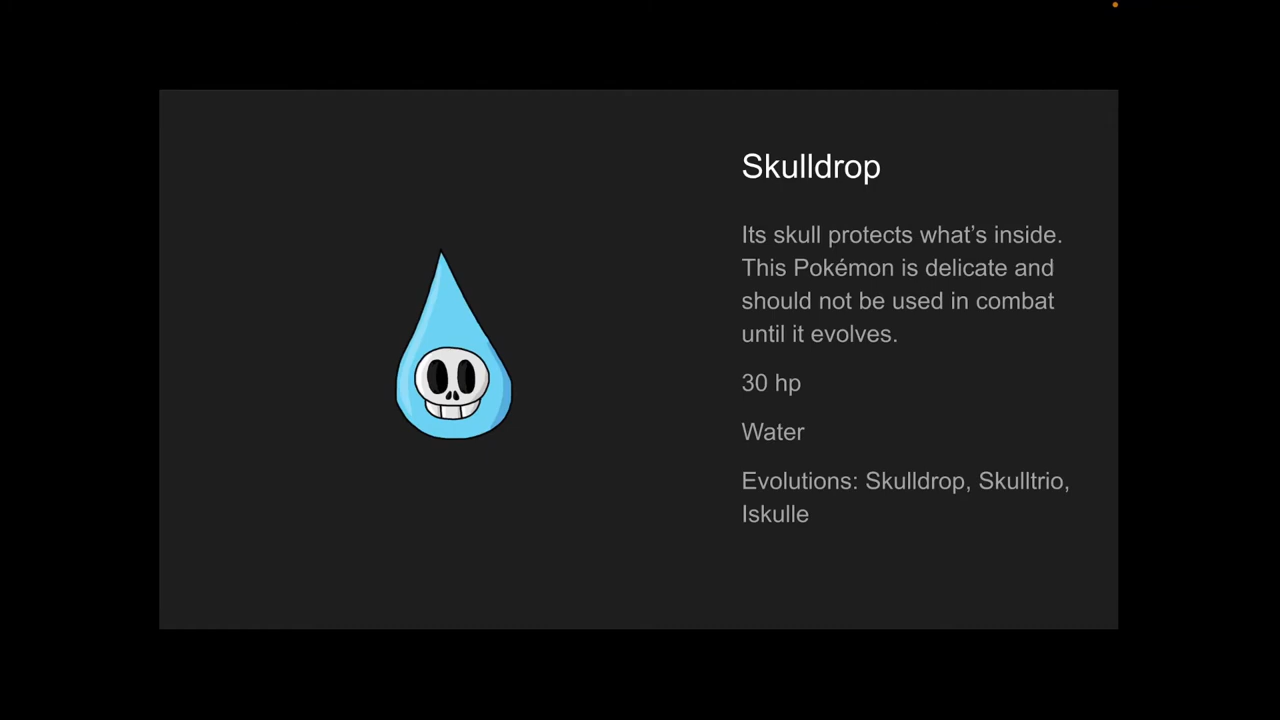 Skulldrop
Its skull protects what’s inside.
This Pokémon is delicate and
should not be used in combat
until it evolves.
30 hp
Water
Evolutions: Skulldrop, Skulltrio,
Iskulle